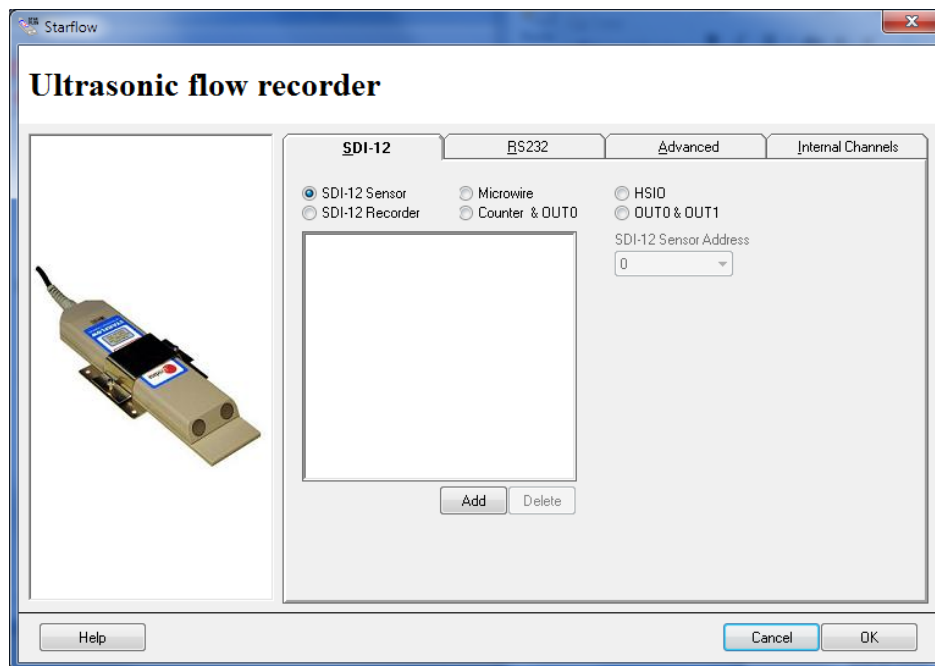 Starflow
Ultrasonic flow recorder
SDI-12
RS232
Advanced
Internal Channels
SDI-12 Sensor
Microwire
HSIO
SDI-12 Recorder
Counter & OUT0
OUT0 & OUT1
SDI-12 Sensor Address
0
Add
Delete
STARFLOW
Help
Cancel
OK